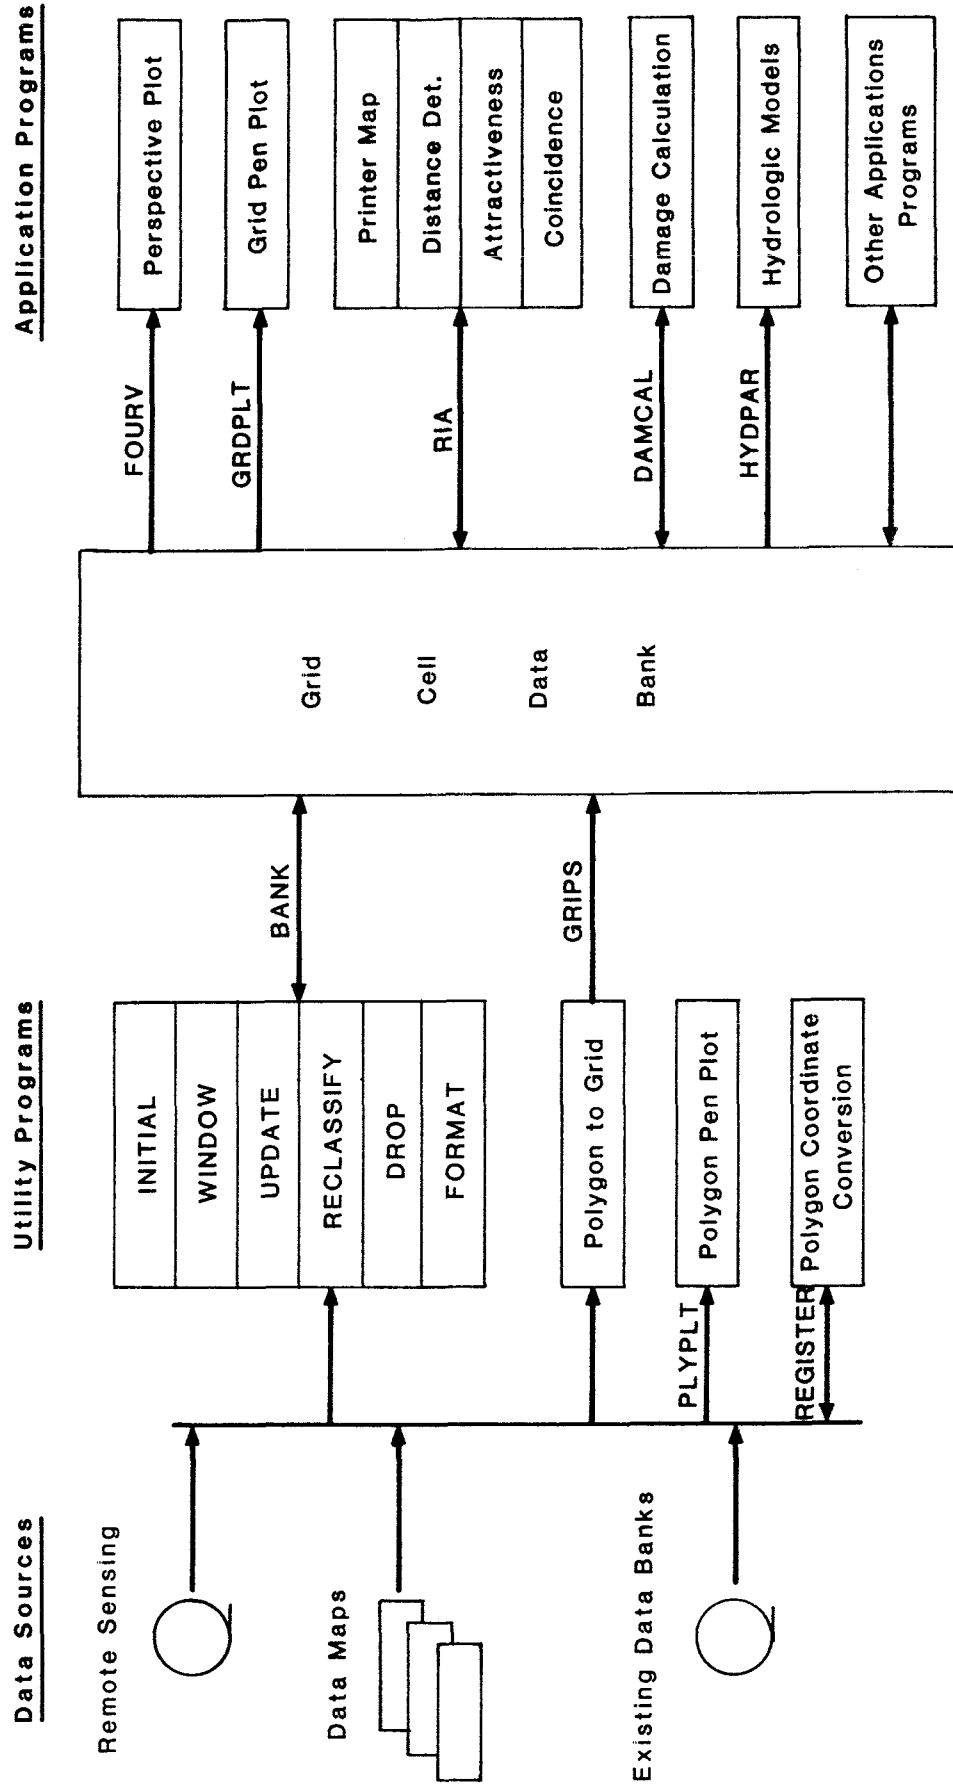 Data Sources
Utility Programs
Application Programs
Remote Sensing
Data Maps
Existing Data Banks
INITIAL
WINDOW
UPDATE
RECLASSIFY
DROP
FORMAT
Polygon to Grid
PLYPLT
Polygon Pen Plot
REGISTER
Polygon Coordinate
Conversion
BANK
GRIPS
Grid
Cell
Data
Bank
FOURV
Perspective Plot
GRDPLT
Grid Pen Plot
RIA
Printer Map
Distance Det.
Attractiveness
Coincidence
DAMCAL
Damage Calculation
HYDPAR
Hydrologic Models
Other Applications
Programs